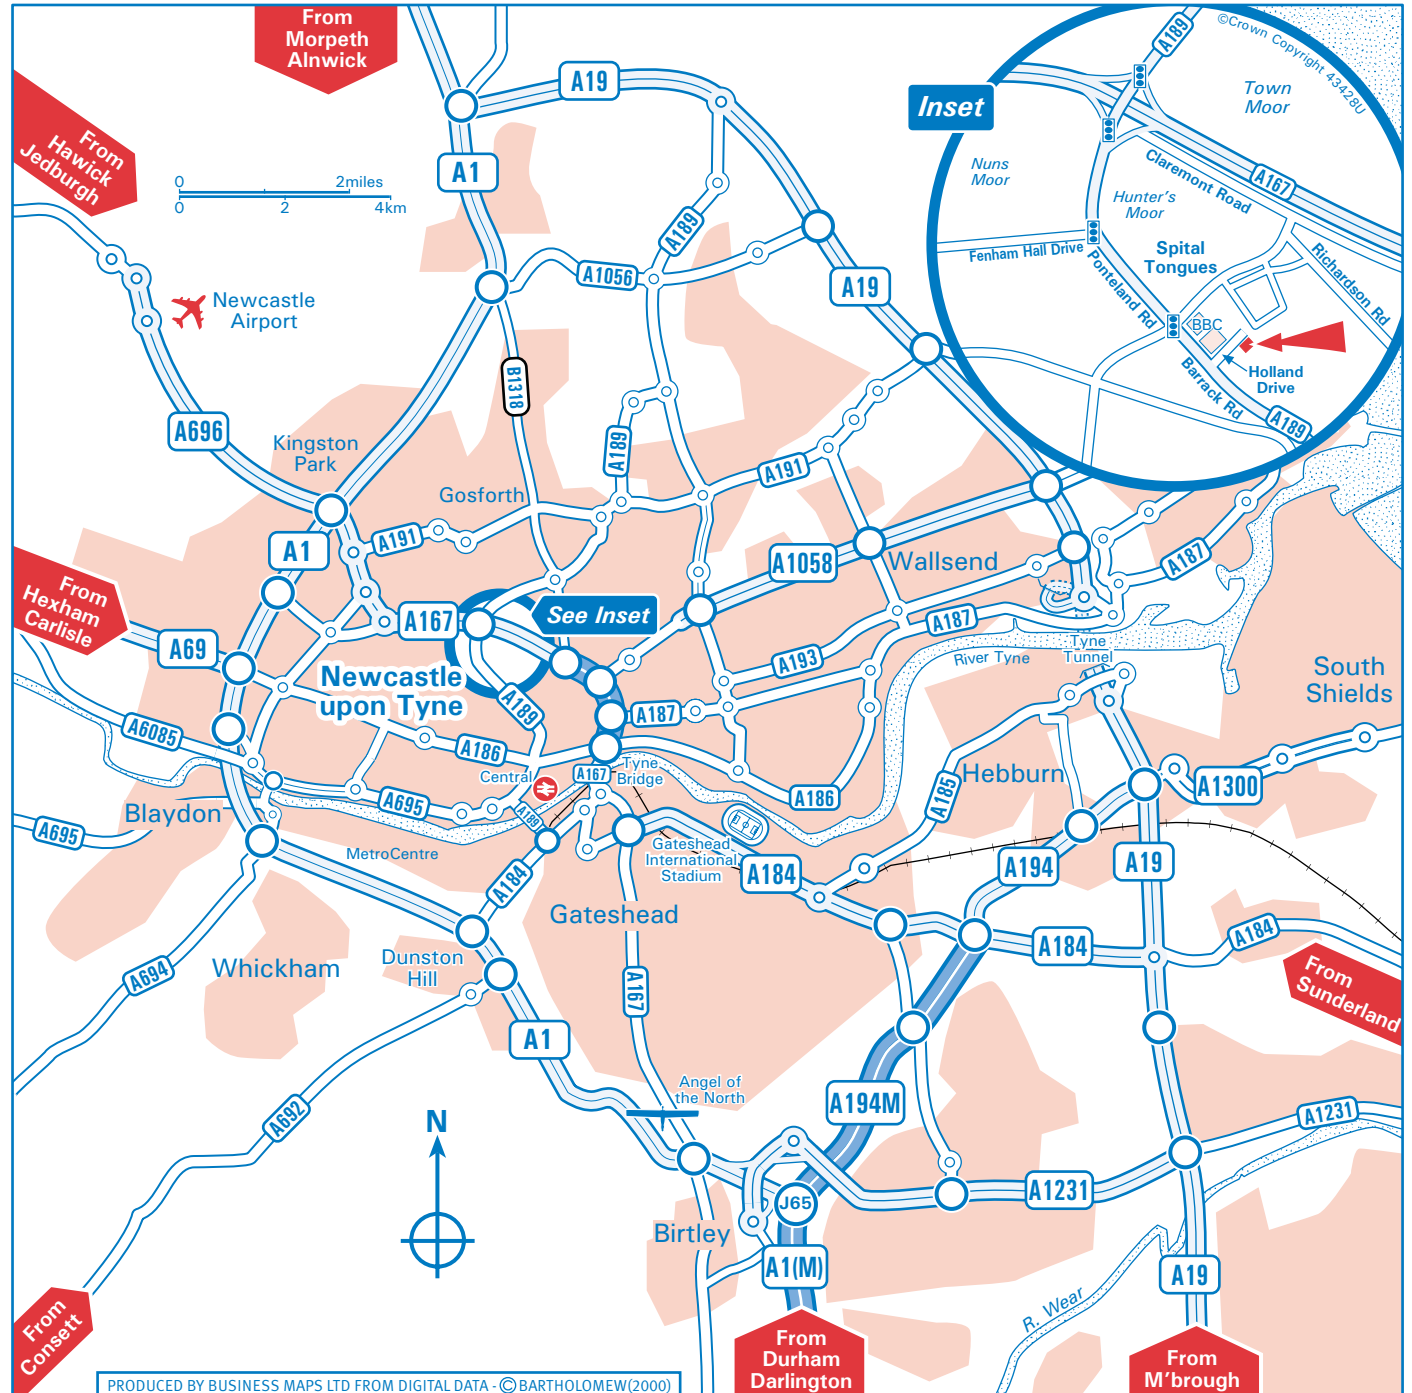 From
Morpeth
Alnwick
From
Hawick
Jedburgh
0
2miles
0
2
4km
A19
A1
A189
A1056
A19
Newcastle
Airport
B1318
A696
Kingston
Park
Gosforth
A189
A191
A191
A1
A1058
Wallsend
A187
From
Hexham
Carlisle
A69
A167
See Inset
A187
A193
River Tyne
Tyne
Tunnel
South
Shields
Newcastle
upon Tyne
A189
A187
A6085
A186
Central
A167
Tyne
Bridge
Hebburn
A1300
A185
A186
Blaydon
A695
A695
A189
MetroCentre
Gateshead
International
Stadium
A184
A194
A19
A184
Gateshead
A184
A184
Whickham
A694
Dunston
Hill
From
Sunderland
A167
A1
A194M
Angel of
the North
A692
N
A1231
A1231
J65
Birtley
A1(M)
A19
R. Wear
From
Consett
From
Durham
Darlington
From
M'brough
PRODUCED BY BUSINESS MAPS LTD FROM DIGITAL DATA - © BARTHOLOMEW(2000)
Inset
A189
©Crown Copyright 43428U
Town
Moor
Nuns
Moor
Claremont Road
A167
Hunter's
Moor
Fenham Hall Drive
Spital
Tongues
Richardson Rd
Ponteland Rd
BBC
Holland
Drive
Barrack Rd
A189